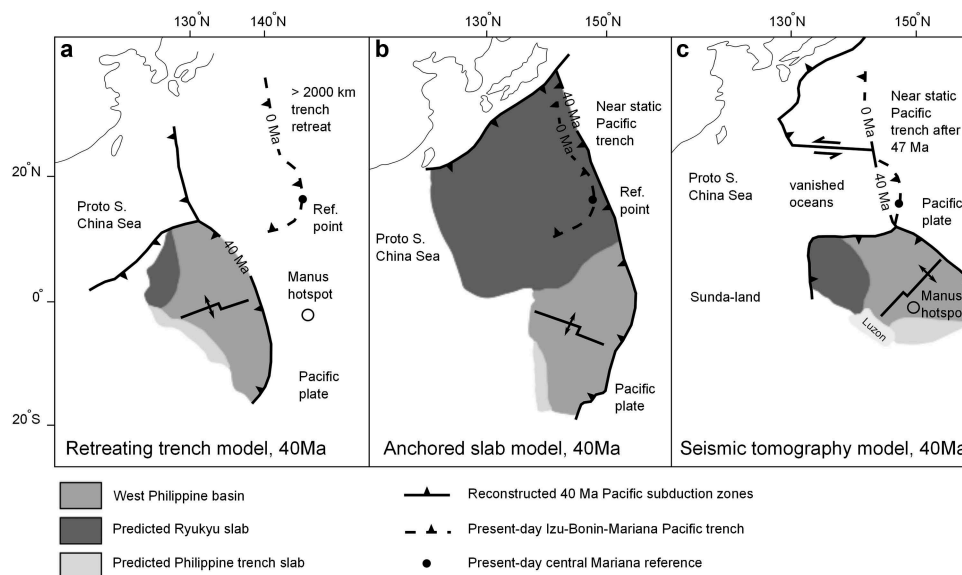 130°N
140°N
150°N
130°N
150°N
a
> 2000 km
trench
retreat
0 Ma
20°N
Proto S.
China Sea
Ref.
point
40 Ma
Manus
hotspot
0°
Pacific
plate
20°S
Retreating trench model, 40Ma
b
Near static
Pacific
trench
40 Ma
0 Ma
Ref.
point
Proto S.
China Sea
Pacific
plate
Anchored slab model, 40Ma
c
0 Ma
Near static
Pacific
trench after
47 Ma
Proto S.
China Sea
vanished
oceans
40 Ma
Pacific
plate
Sunda-land
Manus
hotspot
Luzon
Seismic tomography model, 40Ma
West Philippine basin
Predicted Ryukyu slab
Predicted Philippine trench slab
Reconstructed 40 Ma Pacific subduction zones
Present-day Izu-Bonin-Mariana Pacific trench
Present-day central Mariana reference